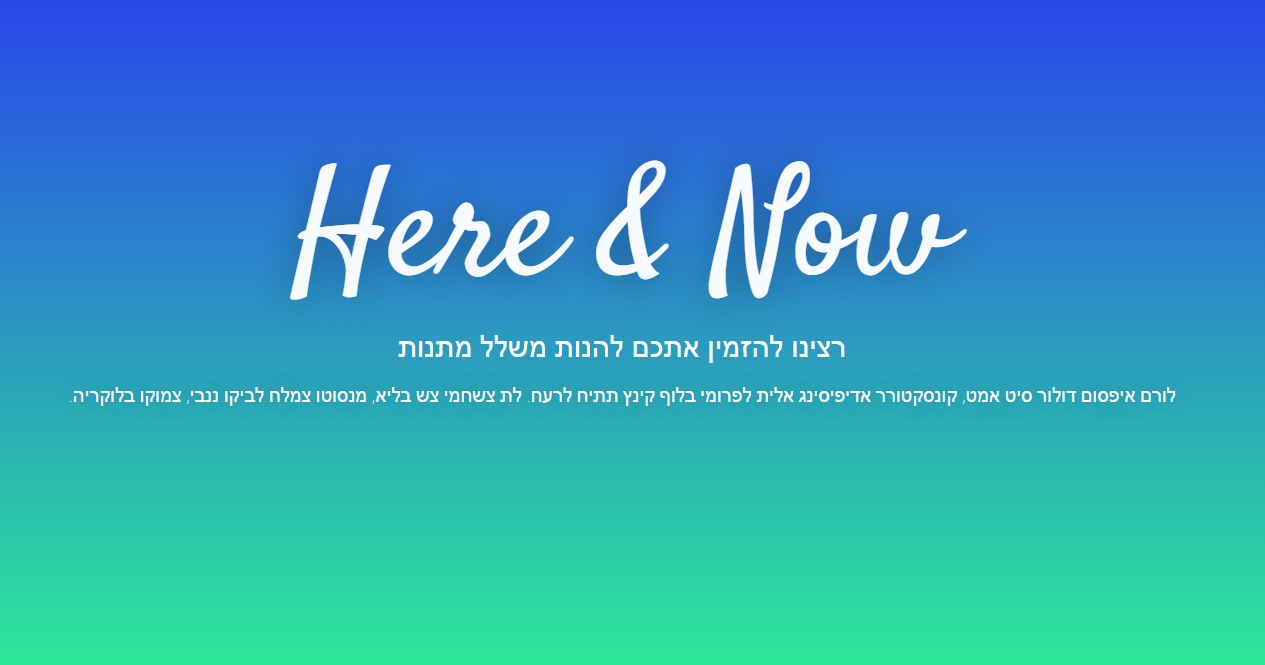 Here & Now
רצינו להזמין אתכם להנות משלל מתנות
לורם איפסום דולור סיט אמט, קונסקטורר אדיפיסינג אלית לפרומי בלוף קינץ תתיח לרעח. לת צשחמי צש בליא, מנסוטו צמלח לביקו ננבי, צמוקו בלוקריה.